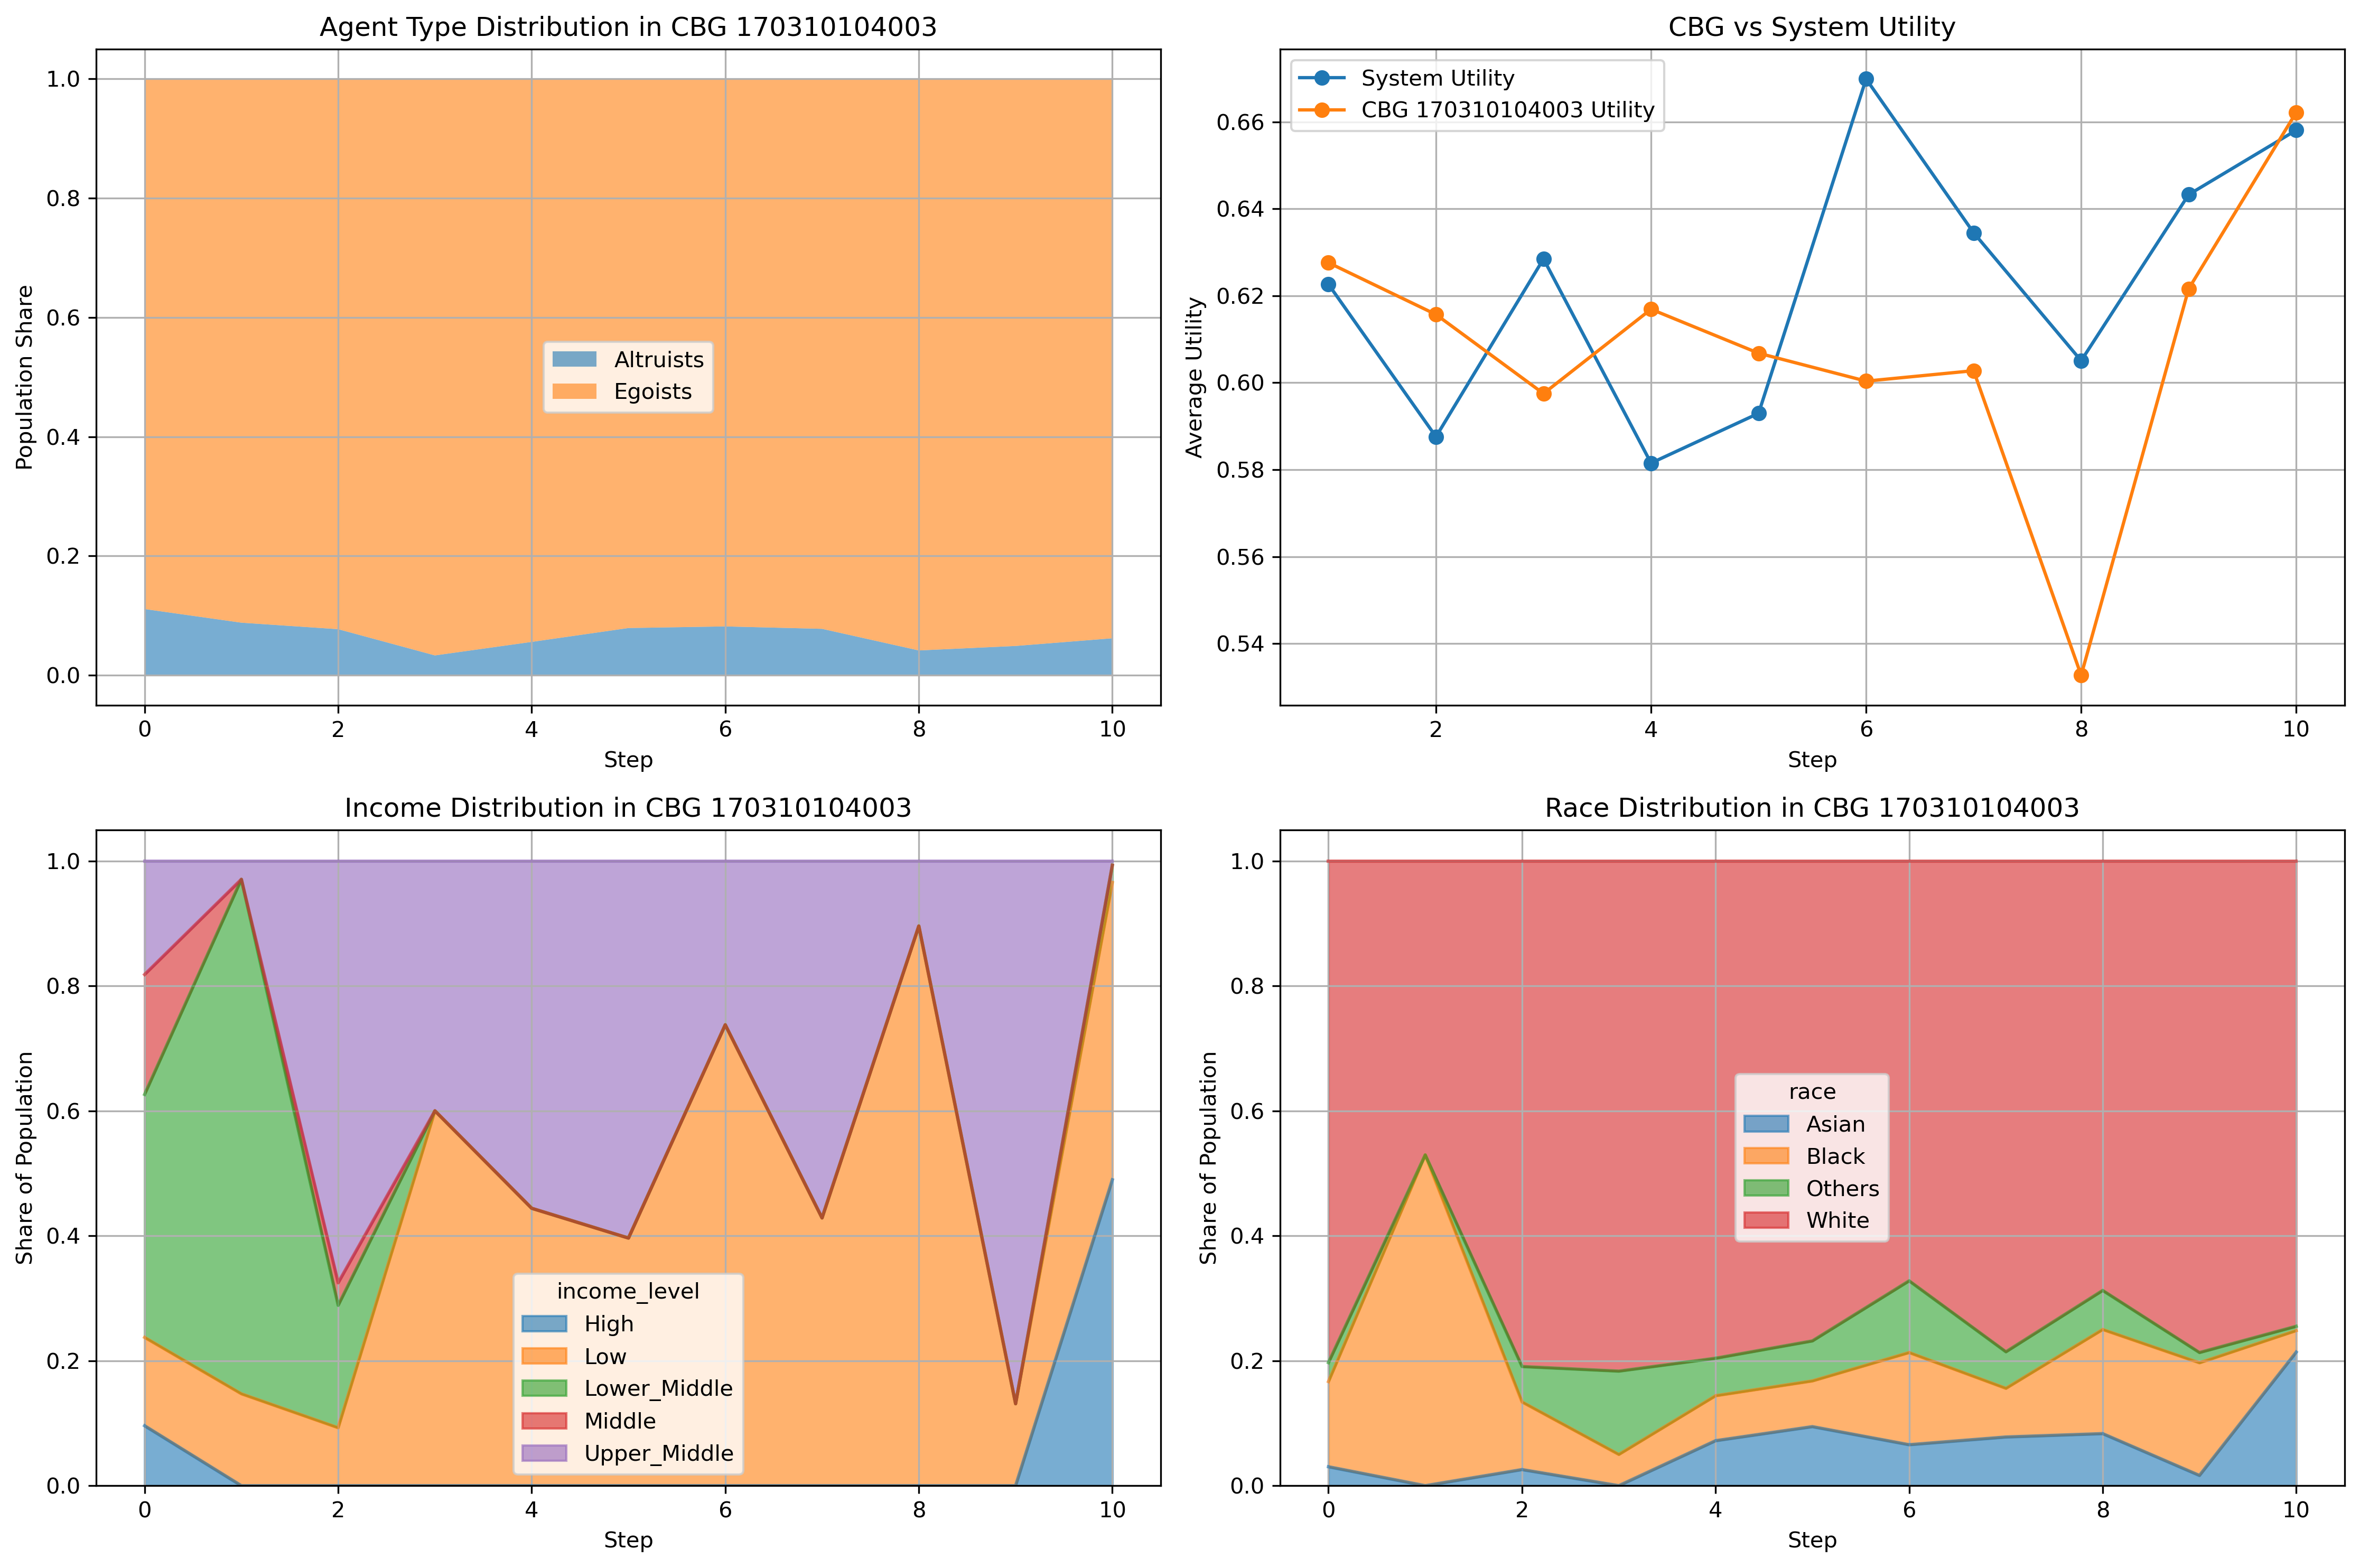 Agent Type Distribution in CBG 170310104003
1.0
0.8
0.6
0.4
0.2
0.0
Population Share
Altruists
Egoists
0 2 4 6 8 10
Step
CBG vs System Utility
System Utility
CBG 170310104003 Utility
0.66
0.64
0.62
0.60
0.58
0.56
0.54
Average Utility
2 4 6 8 10
Step
Income Distribution in CBG 170310104003
1.0
0.8
0.6
0.4
0.2
0.0
Share of Population
income_level
High
Low
Lower_Middle
Middle
Upper_Middle
0 2 4 6 8 10
Step
Race Distribution in CBG 170310104003
1.0
0.8
0.6
0.4
0.2
0.0
Share of Population
race
Asian
Black
Others
White
0 2 4 6 8 10
Step